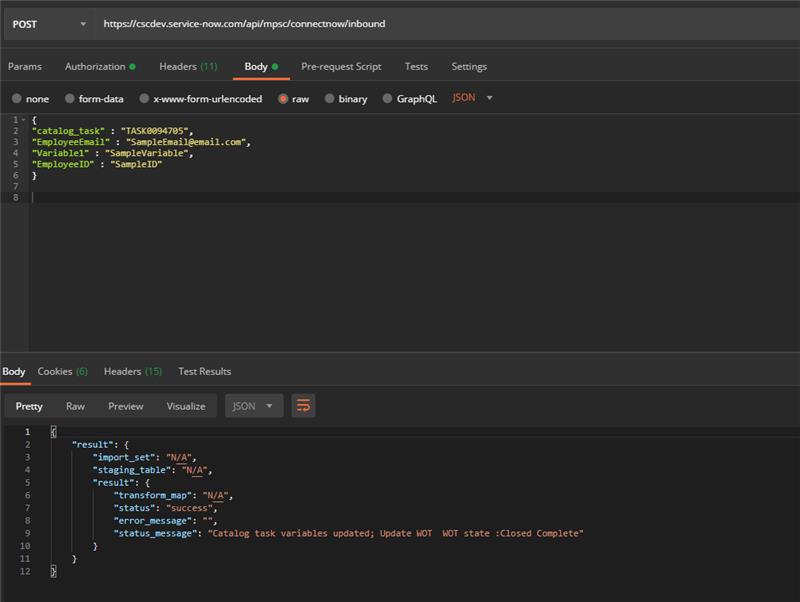 POST https://cscdev.service-now.com/api/mpsc/connectnow/inbound
Params Authorization Headers (11) Body Pre-request Script Tests Settings
none form-data x-www-form-urlencoded raw binary GraphQL JSON
1 {
2 "catalog_task" : "TASK0094705",
3 "EmployeeEmail" : "SampleEmail@email.com",
4 "Variable1" : "SampleVariable",
5 "EmployeeID" : "SampleID"
6 }
7
8
Body Cookies (6) Headers (15) Test Results
Pretty Raw Preview Visualize JSON
1 {
2 "result": {
3 "import_set": "N/A",
4 "staging_table": "N/A",
5 "result": {
6 "transform_map": "N/A",
7 "status": "success",
8 "error_message": "",
9 "status_message": "Catalog task variables updated; Update WOT  WOT state :Closed Complete"
10 }
11 }
12 }